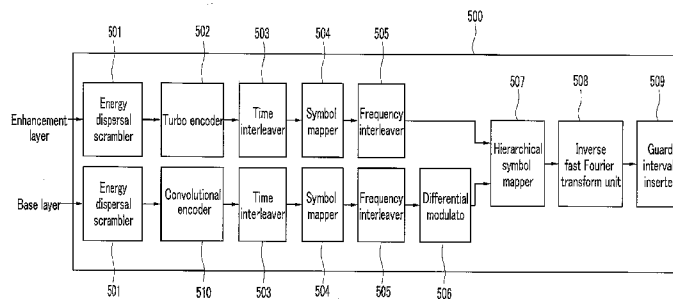 500
501
502
503
504
505
507
508
509
Enhancement
layer
Energy
dispersal
scrambler
Turbo encoder
Time
interleaver
Symbol
mapper
Frequency
interleaver
Hierarchical
symbol
mapper
Inverse
fast Fourier
transform unit
Guard
interval
inserte
Base layer
Energy
dispersal
scrambler
Convolutional
encoder
Time
interleaver
Symbol
mapper
Frequency
interleaver
Differential
modulato
501
510
503
504
505
506